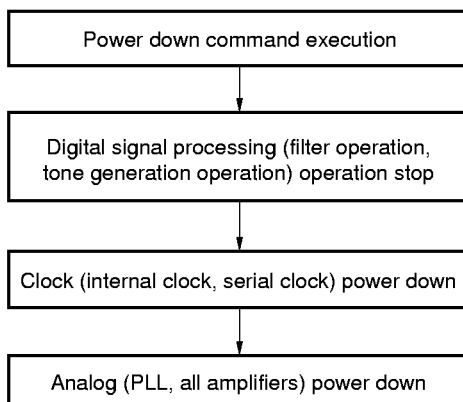 Power down command execution
Digital signal processing (filter operation,
tone generation operation) operation stop
Clock (internal clock, serial clock) power down
Analog (PLL, all amplifiers) power down